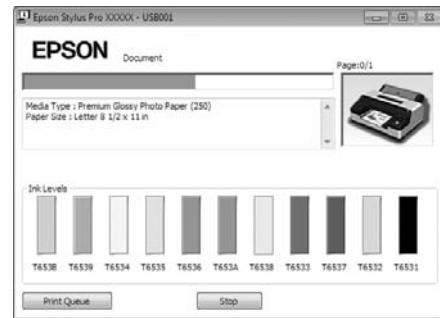 Epson Stylus Pro XXXXX - USB001
EPSON
Document
Page:0/1
Media Type : Premium Glossy Photo Paper (250)
Paper Size : Letter 8 1/2 x 11 in
Ink Levels
T653B T6539 T6534 T6535 T6536 T653A T6538 T6533 T6537 T6532 T6531
Print Queue Stop